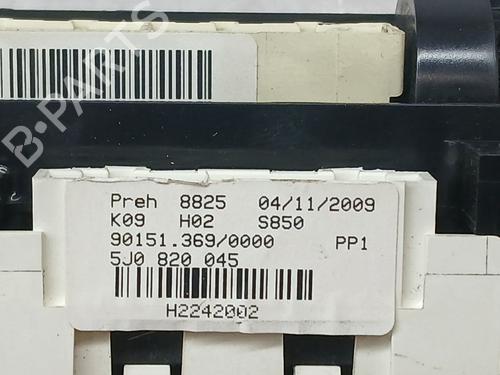 B-PARTS
Preh 8825 04/11/2009
K09 H02 S850
90151.369/0000 PP1
5J0 820 045
H2242002